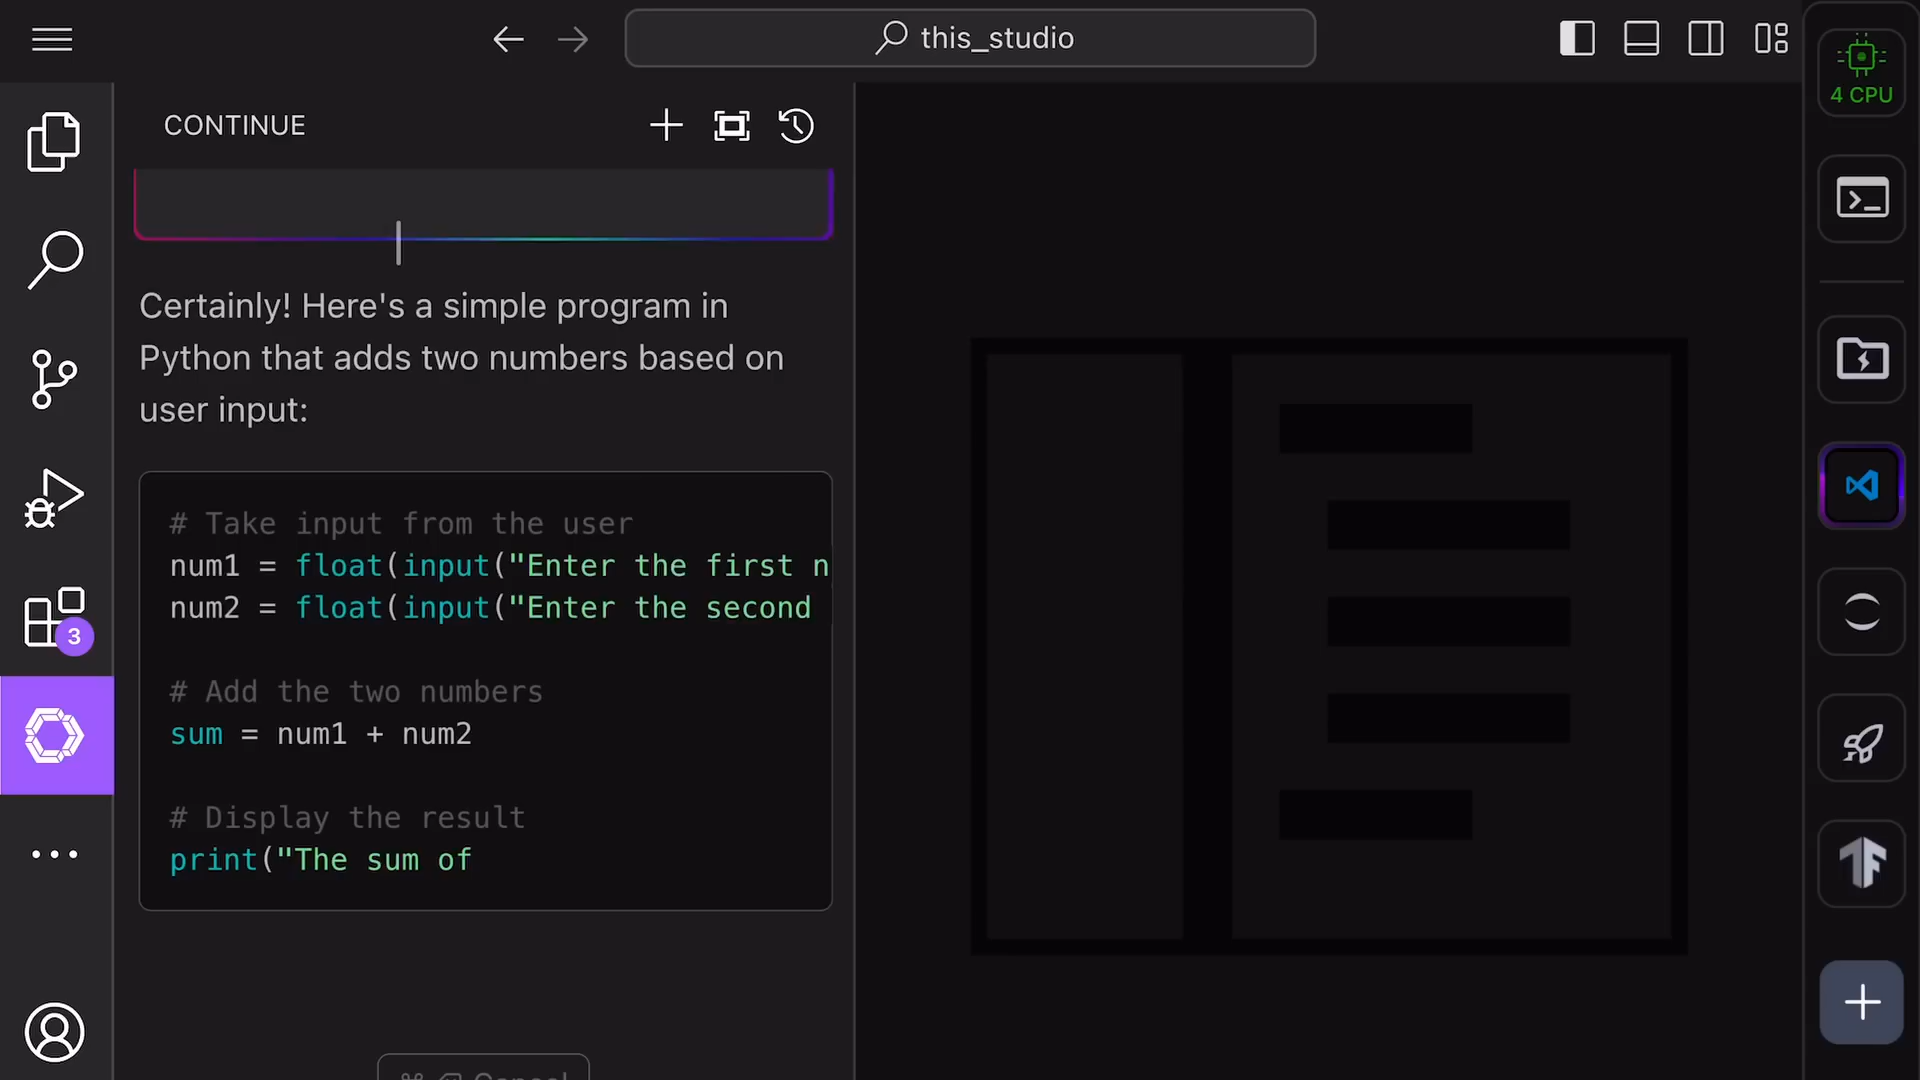 this_studio
4 CPU
CONTINUE
Certainly! Here's a simple program in
Python that adds two numbers based on
user input:
# Take input from the user
num1 = float(input("Enter the first n
num2 = float(input("Enter the second
# Add the two numbers
sum = num1 + num2
# Display the result
print("The sum of
3
Cancel